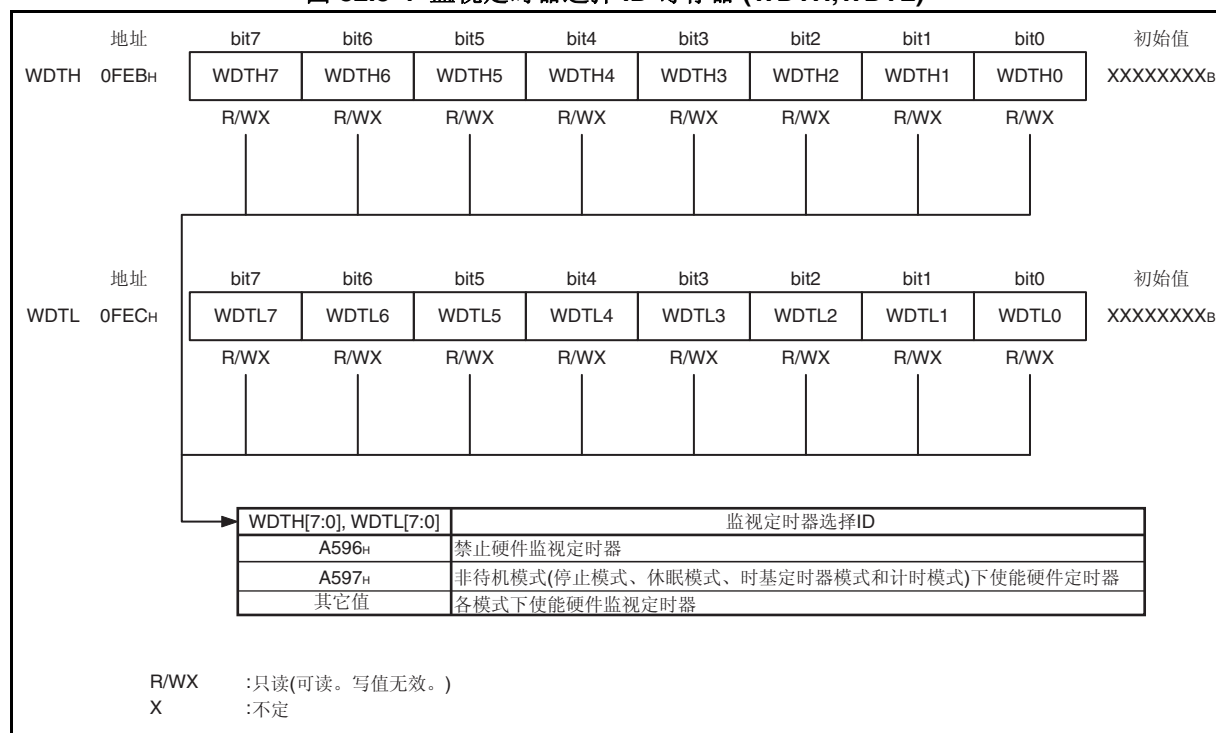 地址 bit7 bit6 bit5 bit4 bit3 bit2 bit1 bit0 初始值
WDTH 0FEBH WDTH7 WDTH6 WDTH5 WDTH4 WDTH3 WDTH2 WDTH1 WDTH0 XXXXXXXXB
R/WX R/WX R/WX R/WX R/WX R/WX R/WX R/WX
地址 bit7 bit6 bit5 bit4 bit3 bit2 bit1 bit0 初始值
WDTL 0FECH WDTL7 WDTL6 WDTL5 WDTL4 WDTL3 WDTL2 WDTL1 WDTL0 XXXXXXXXB
R/WX R/WX R/WX R/WX R/WX R/WX R/WX R/WX
WDTH[7:0], WDTL[7:0] 监视定时器选择ID
A596H 禁止硬件监视定时器
A597H 非待机模式(停止模式、休眠模式、时基定时器模式和计时模式)下使能硬件定时器
其它值 各模式下使能硬件监视定时器
R/WX :只读(可读。写值无效。)
X :不定